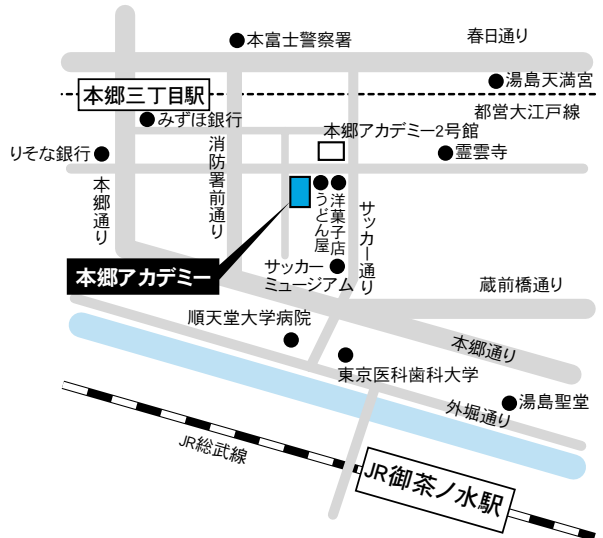 本富士警察署
春日通り
湯島天満宮
本郷三丁目駅
都営大江戸線
みずほ銀行
本郷アカデミー2号館
りそな銀行
霊雲寺
本郷通り
消防署前通り
うどん屋
洋菓子店
サッカー通り
本郷アカデミー
サッカー
ミュージアム
蔵前橋通り
順天堂大学病院
本郷通り
東京医科歯科大学
湯島聖堂
外堀通り
JR総武線
JR御茶ノ水駅